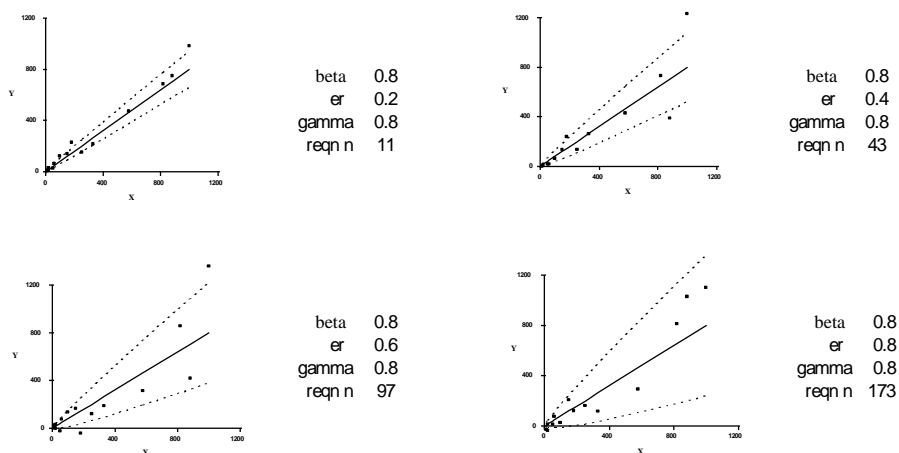 1200
800
400
0
Y
0 400 800 1200
X
beta 0.8
er 0.2
gamma 0.8
reqn n 11
1200
800
400
0
Y
0 400 800 1200
X
beta 0.8
er 0.4
gamma 0.8
reqn n 43
1200
800
400
0
Y
0 400 800 1200
X
beta 0.8
er 0.6
gamma 0.8
reqn n 97
1200
800
400
0
Y
0 400 800 1200
X
beta 0.8
er 0.8
gamma 0.8
reqn n 173